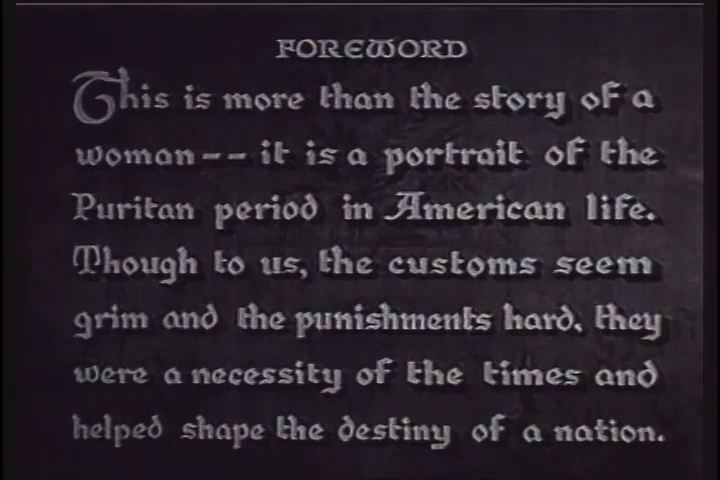 FOREWORD
This is more than the story of a
woman -- it is a portrait of the
Puritan period in American life.
Though to us, the customs seem
grim and the punishments hard, they
were a necessity of the times and
helped shape the destiny of a nation.